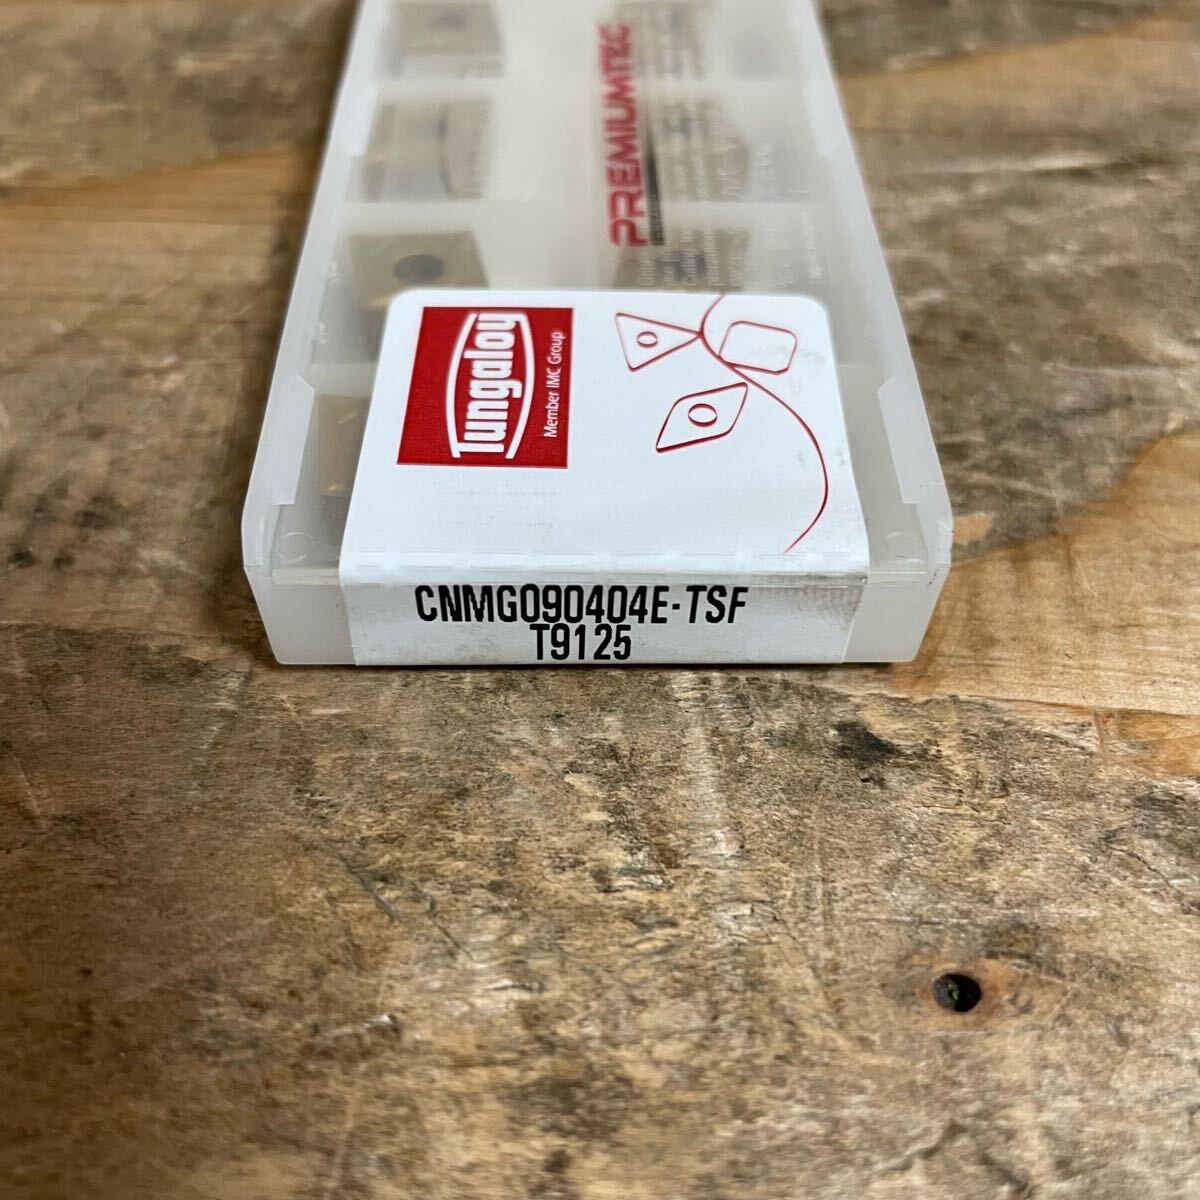 PREMIUMTEC
Tungaloy
Member IMC Group
CNMG090404E-TSF
T9125